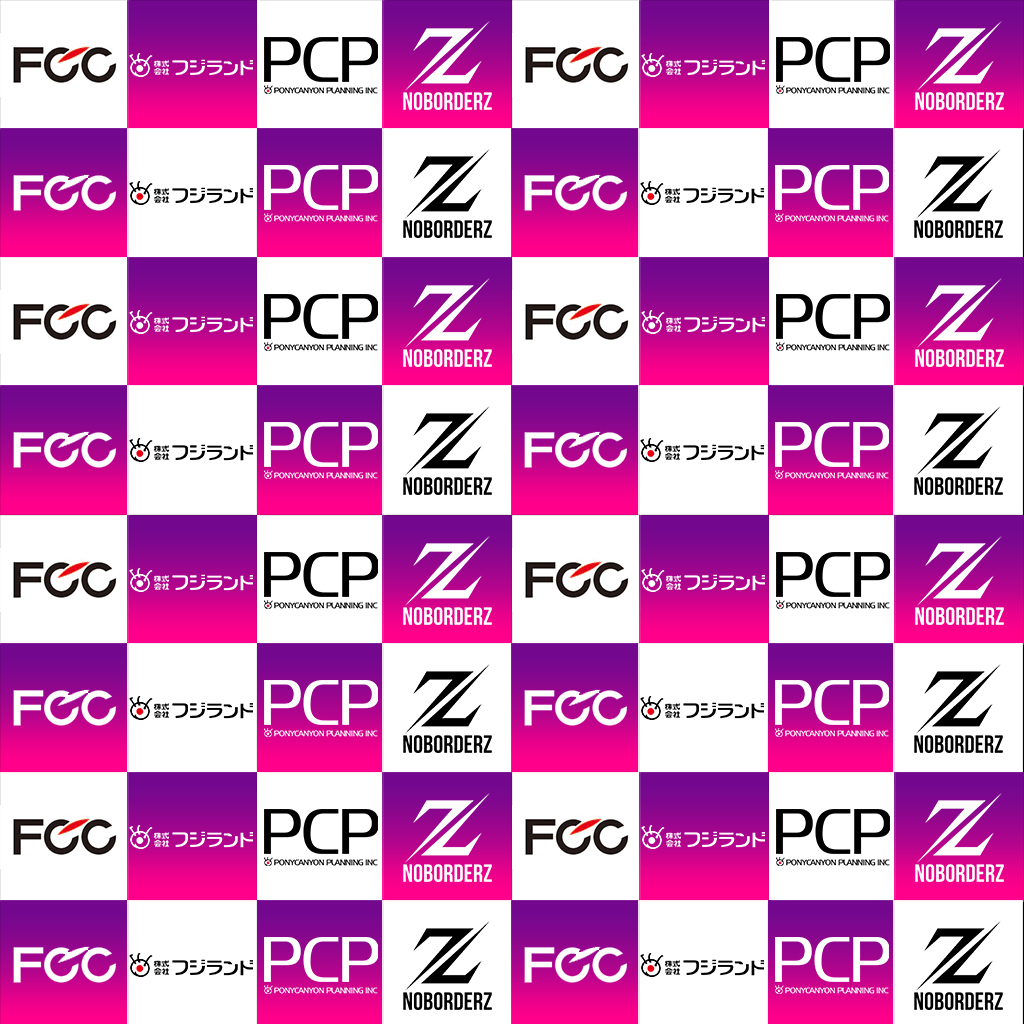 FCC
株式会社フジランド
PCP
PONYCANYON PLANNING INC
Z
NOBORDERZ
FCC
株式会社フジランド
PCP
PONYCANYON PLANNING INC
Z
NOBORDERZ
FCC
株式会社フジランド
PCP
PONYCANYON PLANNING INC
Z
NOBORDERZ
FCC
株式会社フジランド
PCP
PONYCANYON PLANNING INC
Z
NOBORDERZ
FCC
株式会社フジランド
PCP
PONYCANYON PLANNING INC
Z
NOBORDERZ
FCC
株式会社フジランド
PCP
PONYCANYON PLANNING INC
Z
NOBORDERZ
FCC
株式会社フジランド
PCP
PONYCANYON PLANNING INC
Z
NOBORDERZ
FCC
株式会社フジランド
PCP
PONYCANYON PLANNING INC
Z
NOBORDERZ
FCC
株式会社フジランド
PCP
PONYCANYON PLANNING INC
Z
NOBORDERZ
FCC
株式会社フジランド
PCP
PONYCANYON PLANNING INC
Z
NOBORDERZ
FCC
株式会社フジランド
PCP
PONYCANYON PLANNING INC
Z
NOBORDERZ
FCC
株式会社フジランド
PCP
PONYCANYON PLANNING INC
Z
NOBORDERZ
FCC
株式会社フジランド
PCP
PONYCANYON PLANNING INC
Z
NOBORDERZ
FCC
株式会社フジランド
PCP
PONYCANYON PLANNING INC
Z
NOBORDERZ
FCC
株式会社フジランド
PCP
PONYCANYON PLANNING INC
Z
NOBORDERZ
FCC
株式会社フジランド
PCP
PONYCANYON PLANNING INC
Z
NOBORDERZ